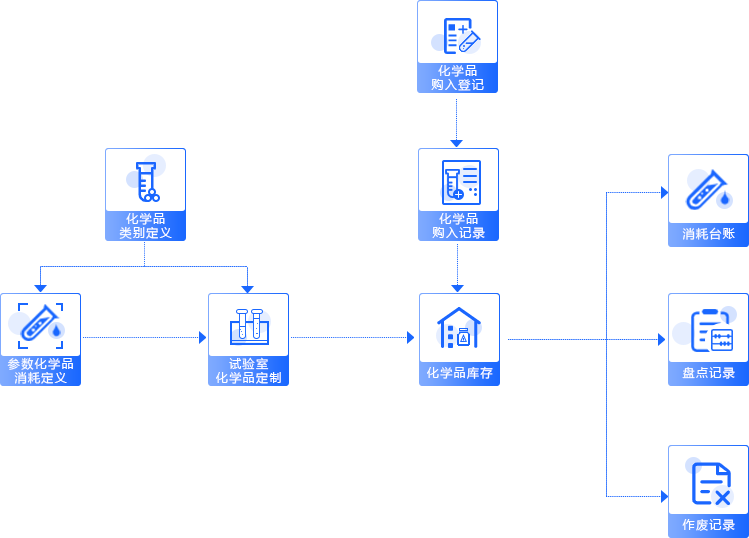 化学品
购入登记
化学品
类别定义
化学品
购入记录
消耗台账
参数化学品
消耗定义
试验室
化学品定制
化学品库存
盘点记录
作废记录